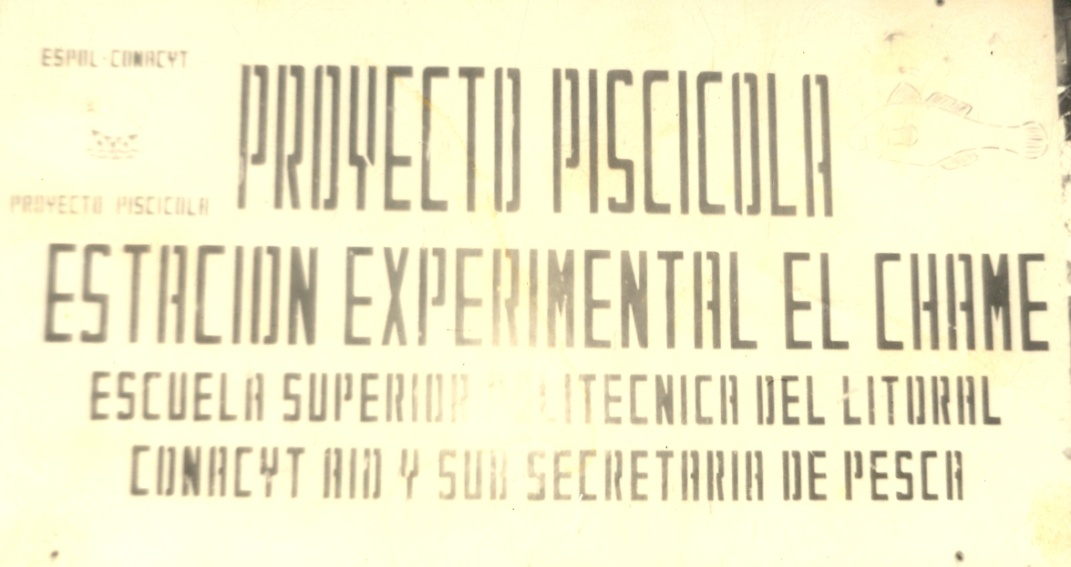 ESPOL-CONACYT
PROYECTO PISCICOLA
PROYECTO PISCICOLA
ESTACION EXPERIMENTAL EL CHAME
ESCUELA SUPERIOR POLITECNICA DEL LITORAL
CONACYT AID Y SUB SECRETARIA DE PESCA